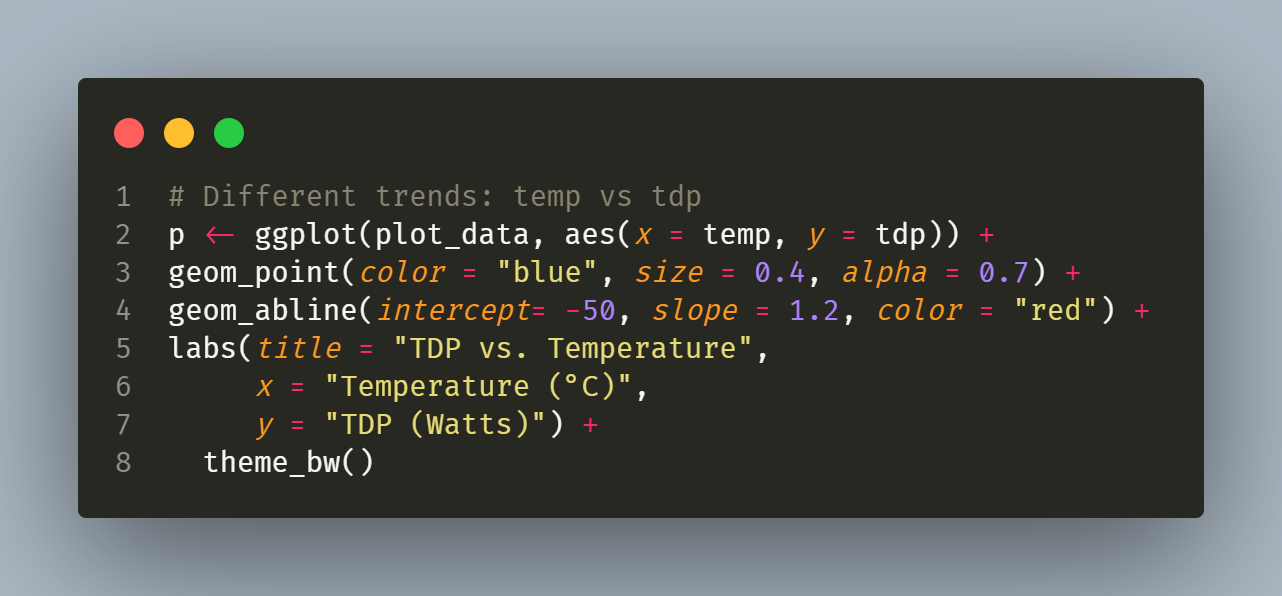 1 # Different trends: temp vs tdp
2 p <- ggplot(plot_data, aes(x = temp, y = tdp)) +
3 geom_point(color = "blue", size = 0.4, alpha = 0.7) +
4 geom_abline(intercept= -50, slope = 1.2, color = "red") +
5 labs(title = "TDP vs. Temperature",
6      x = "Temperature (°C)",
7      y = "TDP (Watts)") +
8   theme_bw()